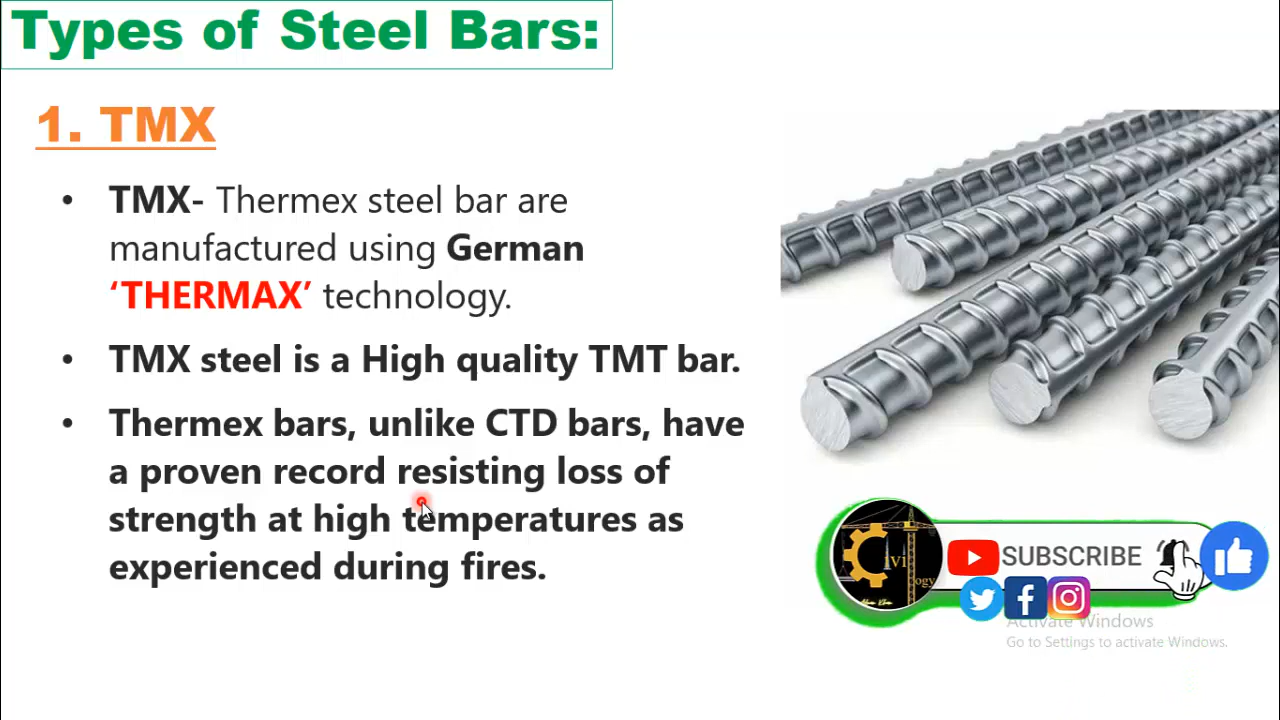 Types of Steel Bars:
1. TMX
• TMX- Thermex steel bar are
manufactured using German
‘THERMAX’ technology.
• TMX steel is a High quality TMT bar.
• Thermex bars, unlike CTD bars, have
a proven record resisting loss of
strength at high temperatures as
experienced during fires.
SUBSCRIBE
Activate Windows
Go to Settings to activate Windows.